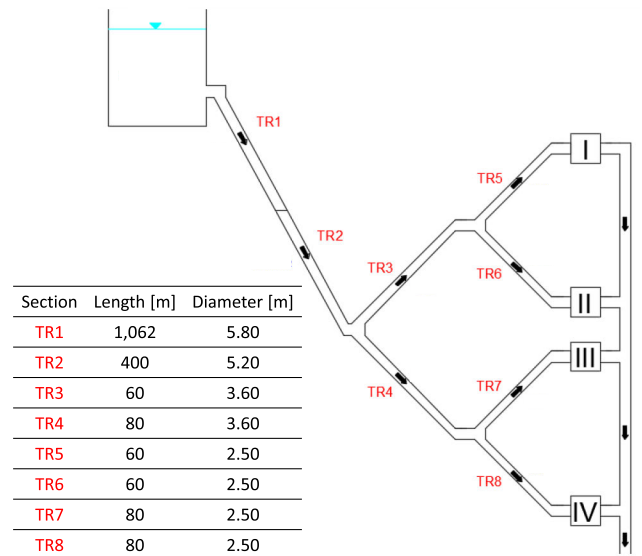 TR1
TR2
TR3
TR4
TR5
TR6
TR7
TR8
I
II
III
IV
Section Length [m] Diameter [m]
TR1 1,062 5.80
TR2 400 5.20
TR3 60 3.60
TR4 80 3.60
TR5 60 2.50
TR6 60 2.50
TR7 80 2.50
TR8 80 2.50